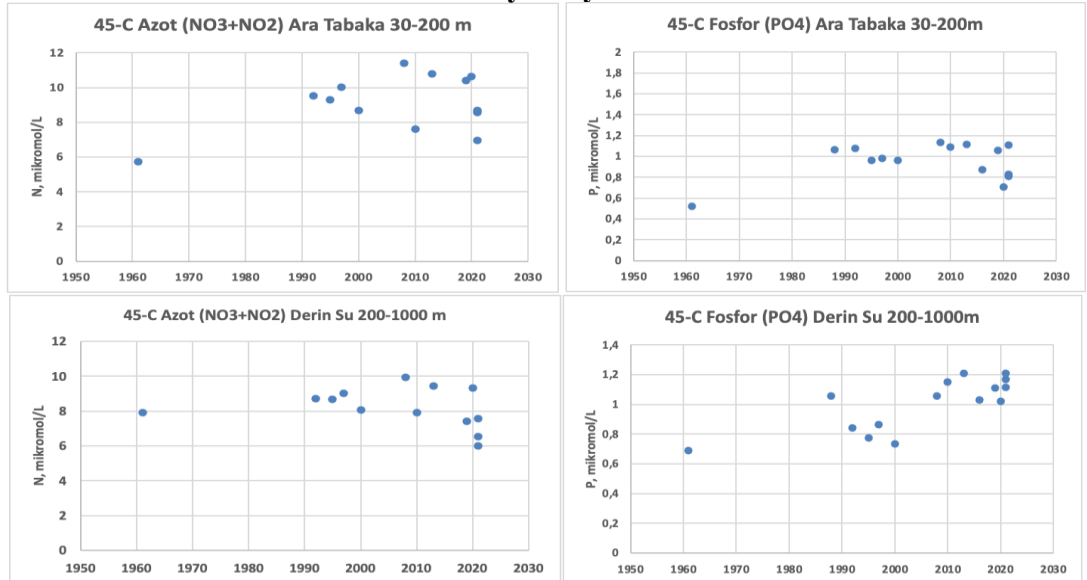 45-C Azot (NO3+NO2) Ara Tabaka 30-200 m
N, mikromol/L
12
10
8
6
4
2
0
1950 1960 1970 1980 1990 2000 2010 2020 2030
45-C Fosfor (PO4) Ara Tabaka 30-200m
P, mikromol/L
2
1,8
1,6
1,4
1,2
1
0,8
0,6
0,4
0,2
0
1950 1960 1970 1980 1990 2000 2010 2020 2030
45-C Azot (NO3+NO2) Derin Su 200-1000 m
N, mikromol/L
12
10
8
6
4
2
0
1950 1960 1970 1980 1990 2000 2010 2020 2030
45-C Fosfor (PO4) Derin Su 200-1000m
P, mikromol/L
1,4
1,2
1
0,8
0,6
0,4
0,2
0
1950 1960 1970 1980 1990 2000 2010 2020 2030